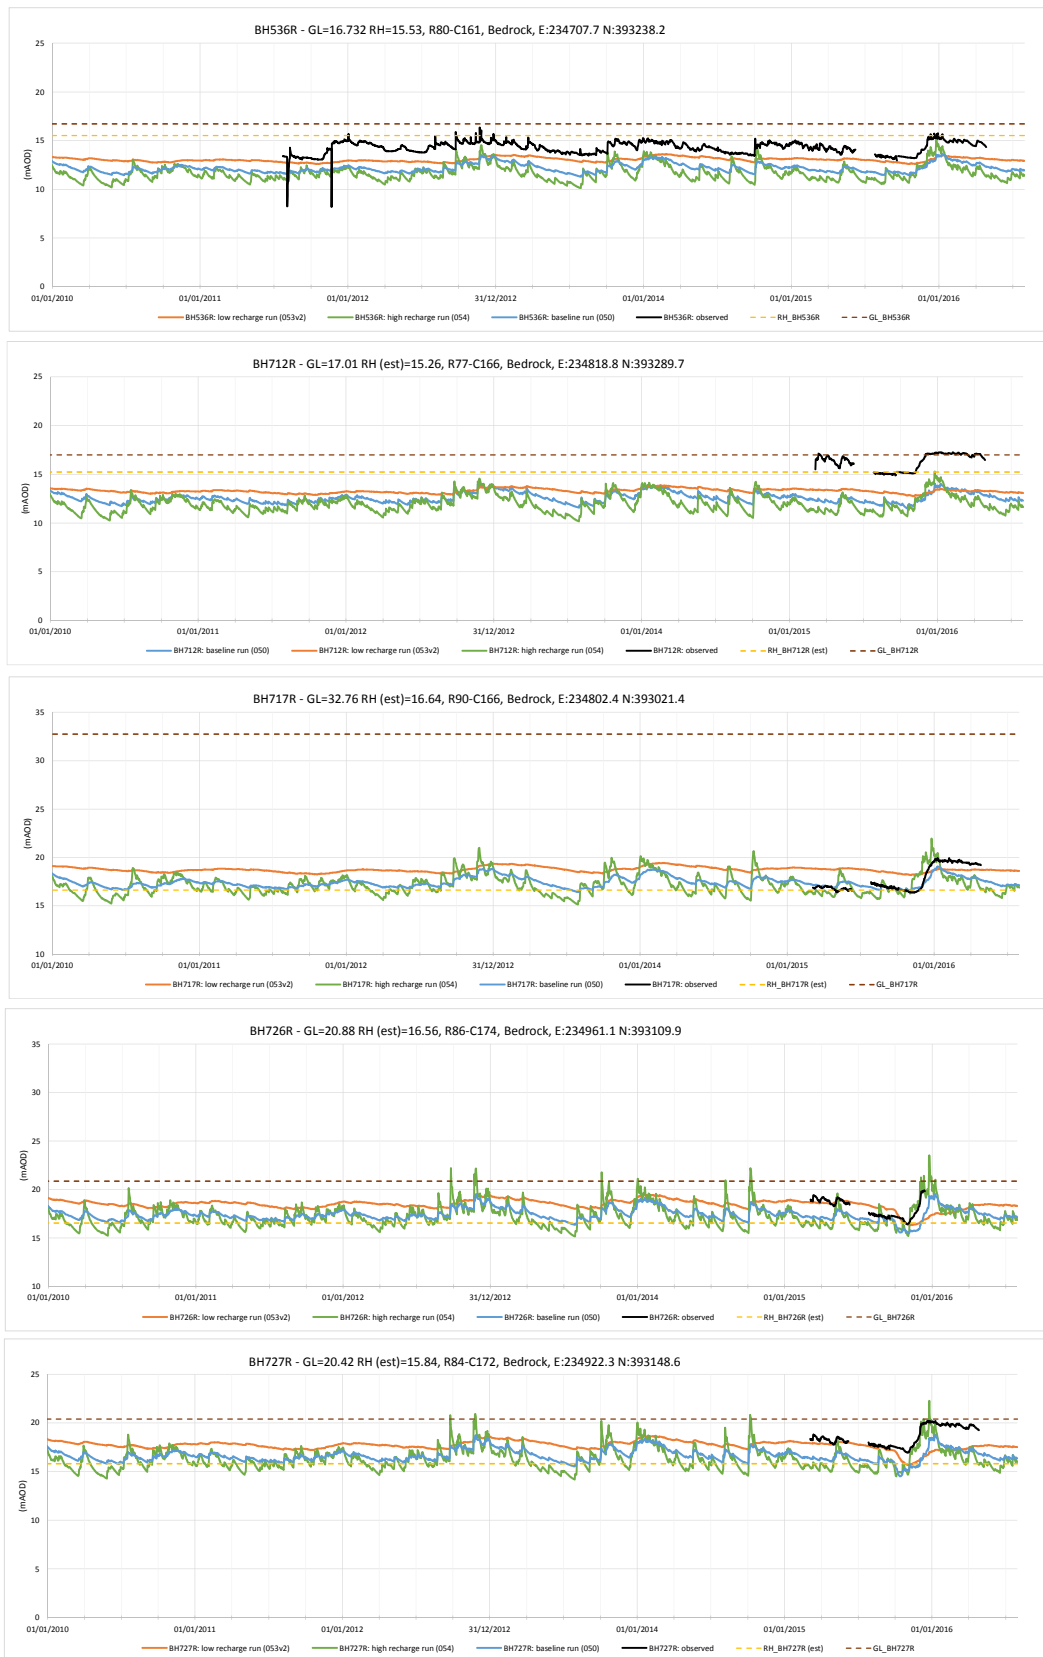 BH536R - GL=16.732 RH=15.53, R80-C161, Bedrock, E:234707.7 N:393238.2
25
20
15
10
5
0
(mAOD)
01/01/2010 01/01/2011 01/01/2012 31/12/2012 01/01/2014 01/01/2015 01/01/2016
BH536R: low recharge run (053v2) BH536R: high recharge run (054) BH536R: baseline run (050) BH536R: observed RH_BH536R GL_BH536R
BH712R - GL=17.01 RH (est)=15.26, R77-C166, Bedrock, E:234818.8 N:393289.7
25
20
15
10
5
0
(mAOD)
01/01/2010 01/01/2011 01/01/2012 31/12/2012 01/01/2014 01/01/2015 01/01/2016
BH712R: baseline run (050) BH712R: low recharge run (053v2) BH712R: high recharge run (054) BH712R: observed RH_BH712R (est) GL_BH712R
BH717R - GL=32.76 RH (est)=16.64, R90-C166, Bedrock, E:234802.4 N:393021.4
35
30
25
20
15
10
(mAOD)
01/01/2010 01/01/2011 01/01/2012 31/12/2012 01/01/2014 01/01/2015 01/01/2016
BH717R: low recharge run (053v2) BH717R: high recharge run (054) BH717R: baseline run (050) BH717R: observed RH_BH717R (est) GL_BH717R
BH726R - GL=20.88 RH (est)=16.56, R86-C174, Bedrock, E:234961.1 N:393109.9
35
30
25
20
15
10
(mAOD)
01/01/2010 01/01/2011 01/01/2012 31/12/2012 01/01/2014 01/01/2015 01/01/2016
BH726R: low recharge run (053v2) BH726R: high recharge run (054) BH726R: baseline run (050) BH726R: observed RH_BH726R (est) GL_BH726R
BH727R - GL=20.42 RH (est)=15.84, R84-C172, Bedrock, E:234922.3 N:393148.6
25
20
15
10
5
0
(mAOD)
01/01/2010 01/01/2011 01/01/2012 31/12/2012 01/01/2014 01/01/2015 01/01/2016
BH727R: low recharge run (053v2) BH727R: high recharge run (054) BH727R: baseline run (050) BH727R: observed RH_BH727R (est) GL_BH727R